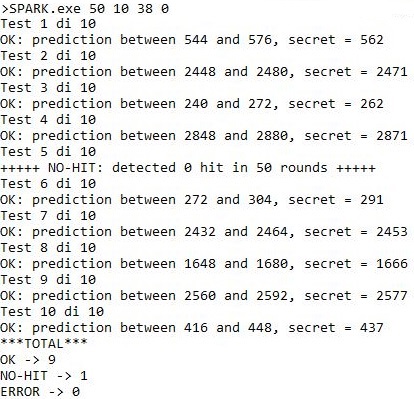 >SPARK.exe 50 10 38 0
Test 1 di 10
OK: prediction between 544 and 576, secret = 562
Test 2 di 10
OK: prediction between 2448 and 2480, secret = 2471
Test 3 di 10
OK: prediction between 240 and 272, secret = 262
Test 4 di 10
OK: prediction between 2848 and 2880, secret = 2871
Test 5 di 10
+++++ NO-HIT: detected 0 hit in 50 rounds +++++
Test 6 di 10
OK: prediction between 272 and 304, secret = 291
Test 7 di 10
OK: prediction between 2432 and 2464, secret = 2453
Test 8 di 10
OK: prediction between 1648 and 1680, secret = 1666
Test 9 di 10
OK: prediction between 2560 and 2592, secret = 2577
Test 10 di 10
OK: prediction between 416 and 448, secret = 437
***TOTAL***
OK -> 9
NO-HIT -> 1
ERROR -> 0